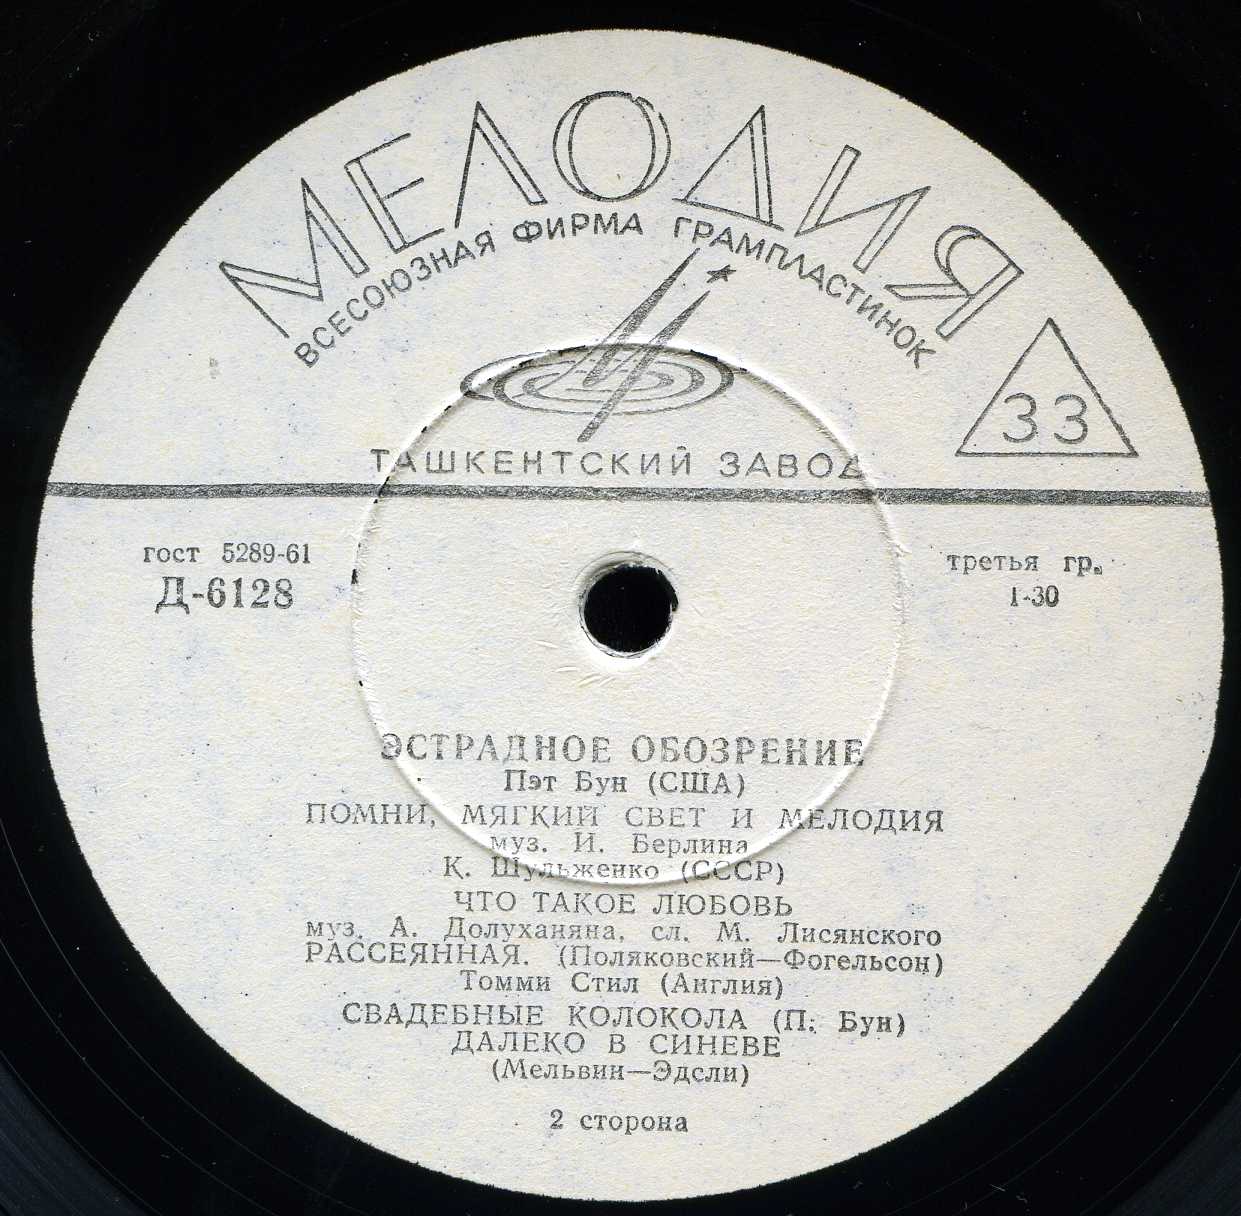 МЕЛОДИЯ
ВСЕСОЮЗНАЯ ФИРМА ГРАМПЛАСТИНОК
33
ТАШКЕНТСКИЙ ЗАВОД
гост 5289-61
Д-6128
третья гр.
1-30
ЭСТРАДНОЕ ОБОЗРЕНИЕ
Пэт Бун (США)
ПОМНИ, МЯГКИЙ СВЕТ И МЕЛОДИЯ
муз. И. Берлина
К. Шульженко (СССР)
ЧТО ТАКОЕ ЛЮБОВЬ
муз. А. Долуханяна, сл. М. Лисянского
РАССЕЯННАЯ. (Поляковский—Фогельсон)
Томми Стил (Англия)
СВАДЕБНЫЕ КОЛОКОЛА (П. Бун)
ДАЛЕКО В СИНЕВЕ
(Мельвин—Эдсли)
2 сторона